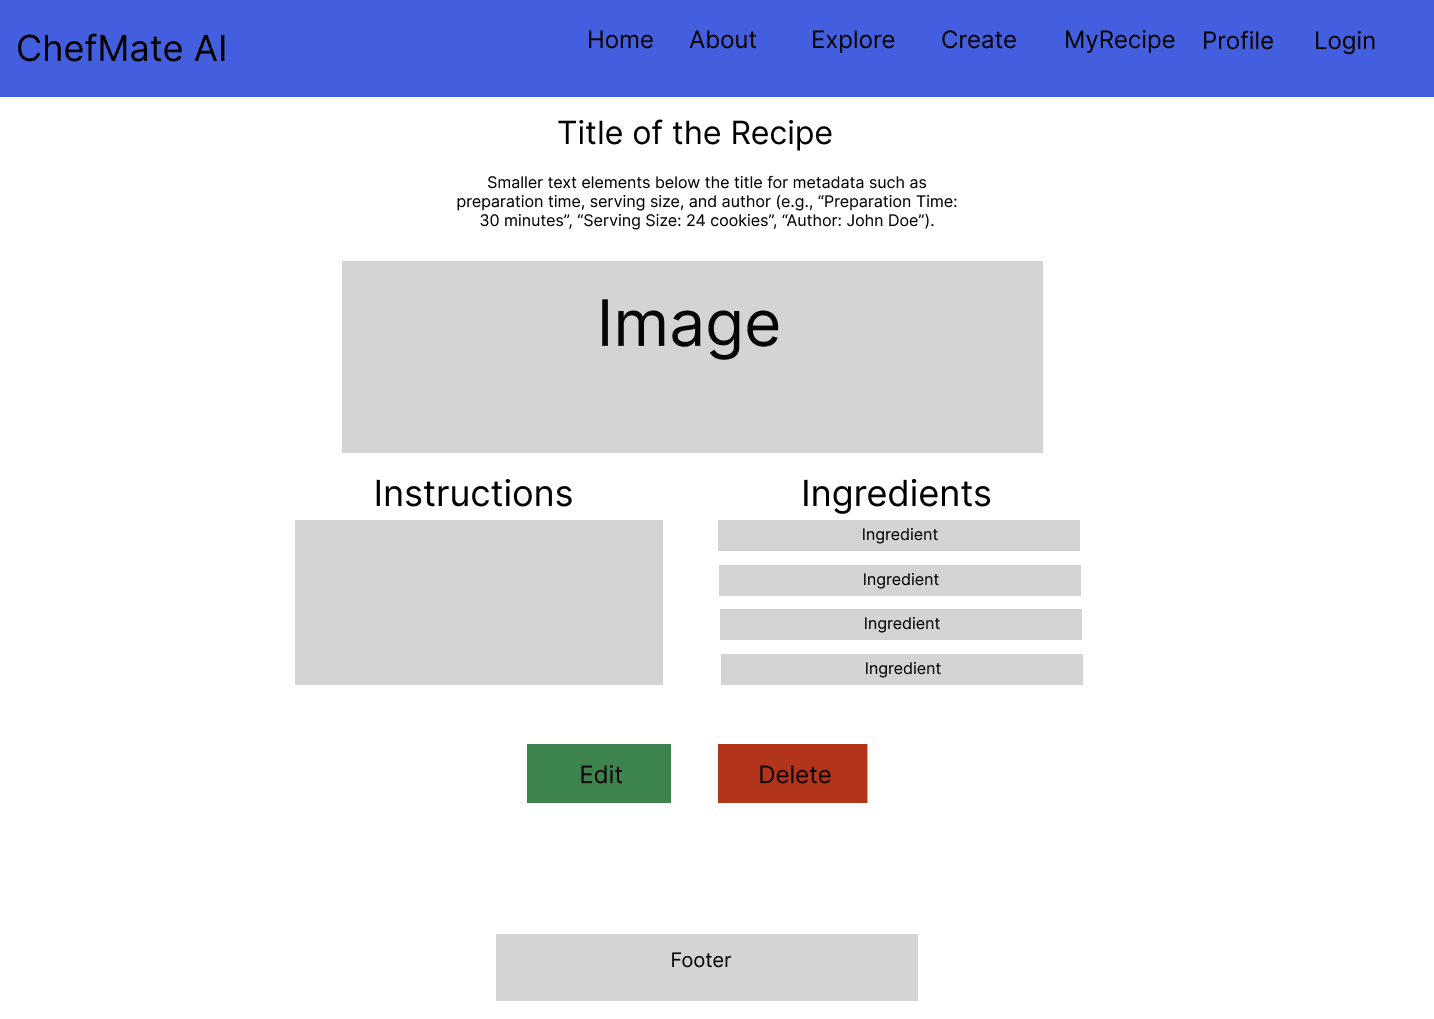 ChefMate AI
Home About Explore Create MyRecipe Profile Login
Title of the Recipe
Smaller text elements below the title for metadata such as
preparation time, serving size, and author (e.g., “Preparation Time:
30 minutes”, “Serving Size: 24 cookies”, “Author: John Doe”).
Image
Instructions
Ingredients
Ingredient
Ingredient
Ingredient
Ingredient
Edit
Delete
Footer